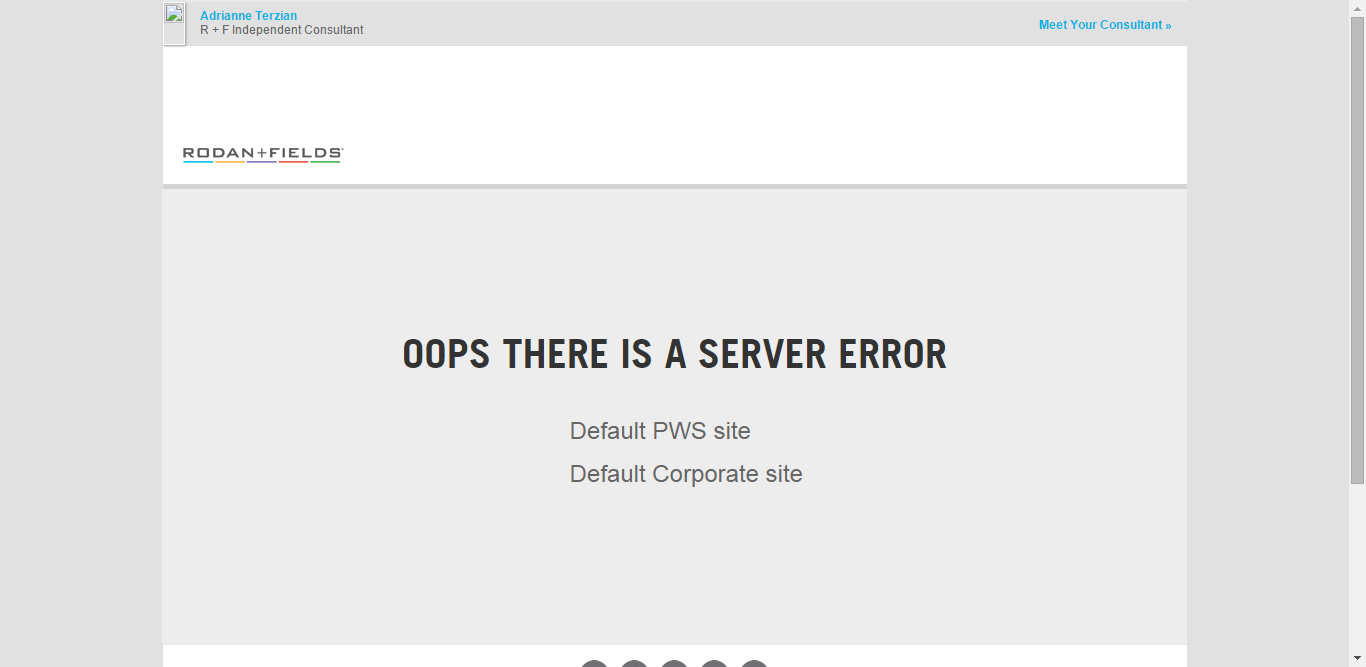 Adrianne Terzian
R + F Independent Consultant
Meet Your Consultant »
RODAN+FIELDS
OOPS THERE IS A SERVER ERROR
Default PWS site
Default Corporate site